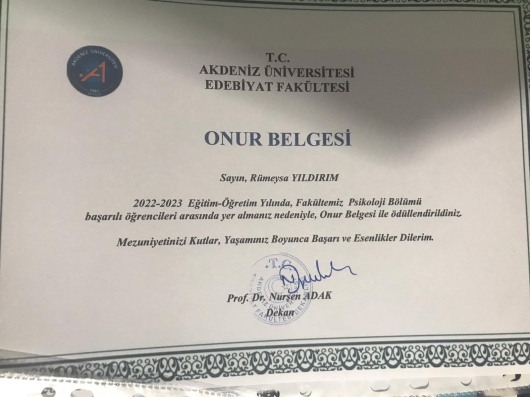 T.C.
AKDENİZ ÜNİVERSİTESİ
EDEBİYAT FAKÜLTESİ
ONUR BELGESİ
Sayın, Rümeysa YILDIRIM
2022-2023 Eğitim-Öğretim Yılında, Fakültemiz Psikoloji Bölümü
başarılı öğrencileri arasında yer almanız nedeniyle, Onur Belgesi ile ödüllendirildiniz.
Mezuniyetinizi Kutlar, Yaşamınız Boyunca Başarı ve Esenlikler Dilerim.
T.C.
Prof. Dr. Nurşen ADAK
Dekan